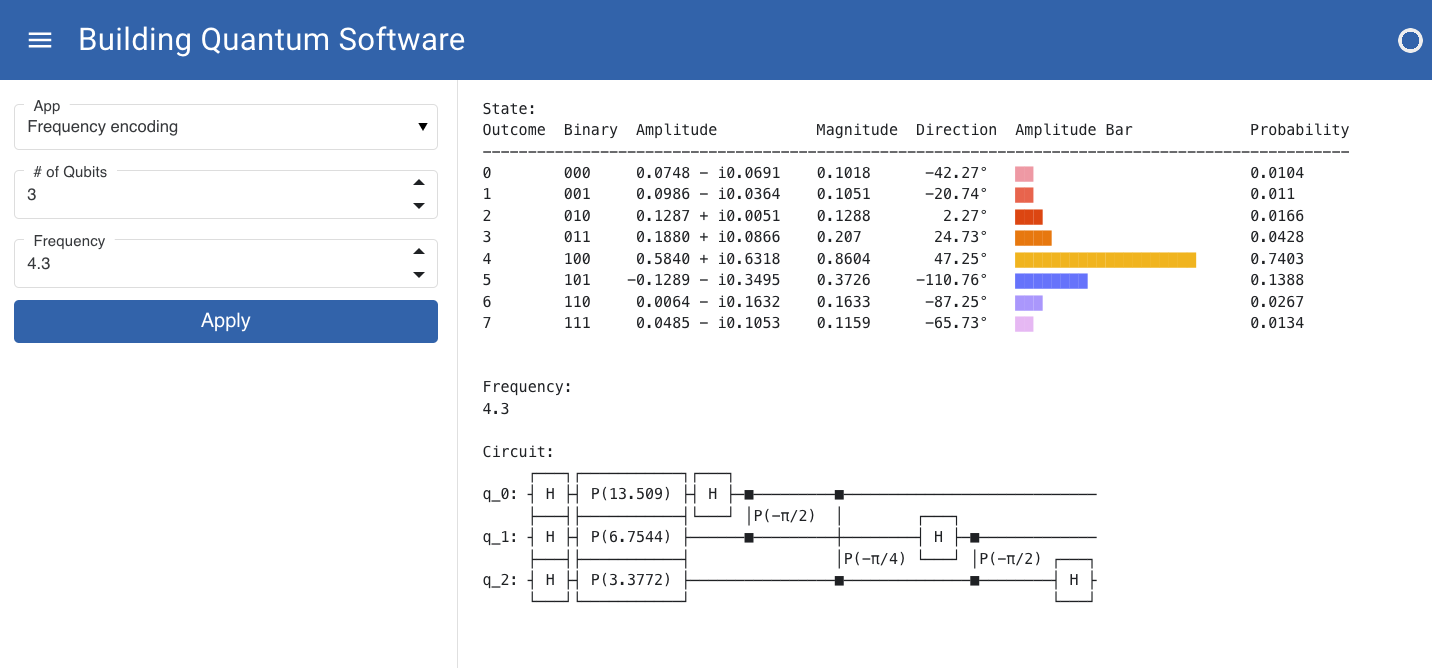 Building Quantum Software
App
Frequency encoding
# of Qubits
3
Frequency
4.3
Apply
State:
Outcome Binary Amplitude Magnitude Direction Amplitude Bar Probability
0 000 0.0748 − i0.0691 0.1018 −42.27° 0.0104
1 001 0.0986 − i0.0364 0.1051 −20.74° 0.011
2 010 0.1287 + i0.0051 0.1288 2.27° 0.0166
3 011 0.1880 + i0.0866 0.207 24.73° 0.0428
4 100 0.5840 + i0.6318 0.8604 47.25° 0.7403
5 101 −0.1289 − i0.3495 0.3726 −110.76° 0.1388
6 110 0.0064 − i0.1632 0.1633 −87.25° 0.0267
7 111 0.0485 − i0.1053 0.1159 −65.73° 0.0134
Frequency:
4.3
Circuit:
q_0: H P(13.509) H
P(−π/2)
q_1: H P(6.7544) H
P(−π/4) P(−π/2)
q_2: H P(3.3772) H